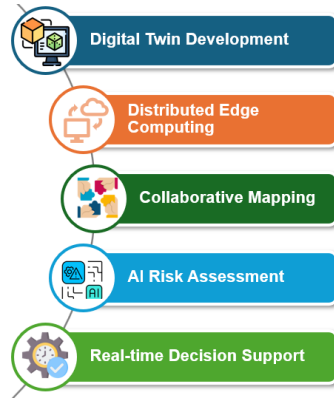 Digital Twin Development
Distributed Edge
Computing
Collaborative Mapping
AI Risk Assessment
AI
Real-time Decision Support